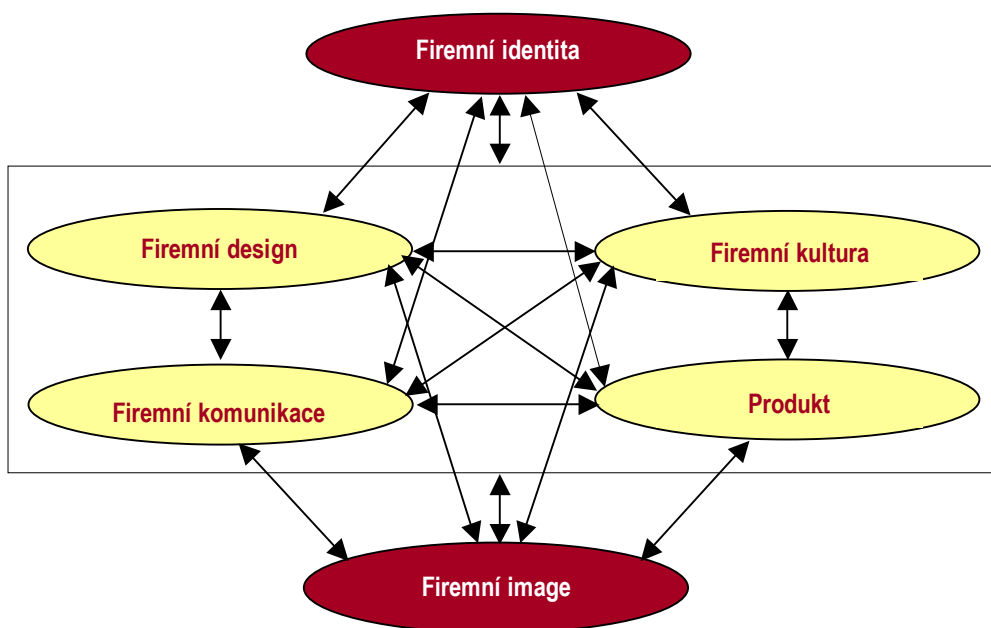 Firemní identita
Firemní design
Firemní kultura
Firemní komunikace
Produkt
Firemní image